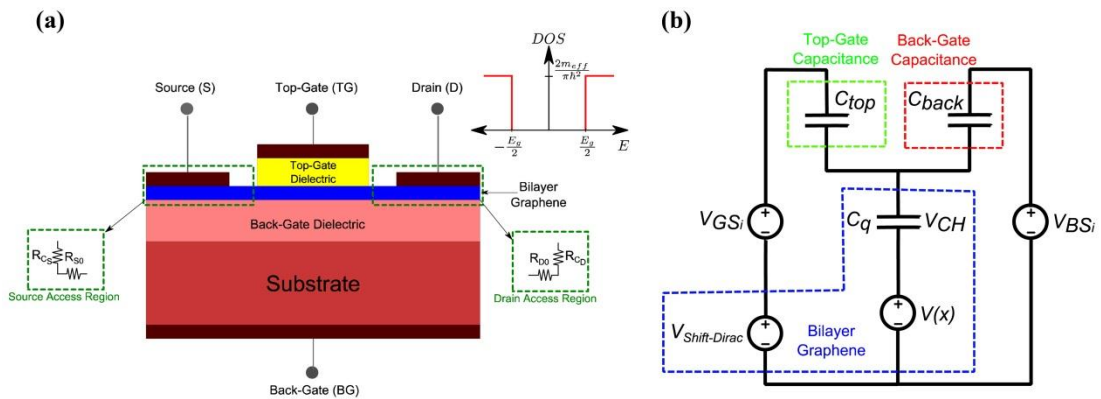 (a)
DOS
2m_eff
πħ²
-E_g/2
E_g/2
E
Source (S)
Top-Gate (TG)
Drain (D)
Top-Gate
Dielectric
Bilayer
Graphene
Back-Gate Dielectric
R_CS
R_S0
Source Access Region
Substrate
R_D0
R_CD
Drain Access Region
Back-Gate (BG)
(b)
Top-Gate
Capacitance
Back-Gate
Capacitance
C_top
C_back
V_GSi
C_q
V_CH
V_BSi
V_Shift-Dirac
V(x)
Bilayer
Graphene